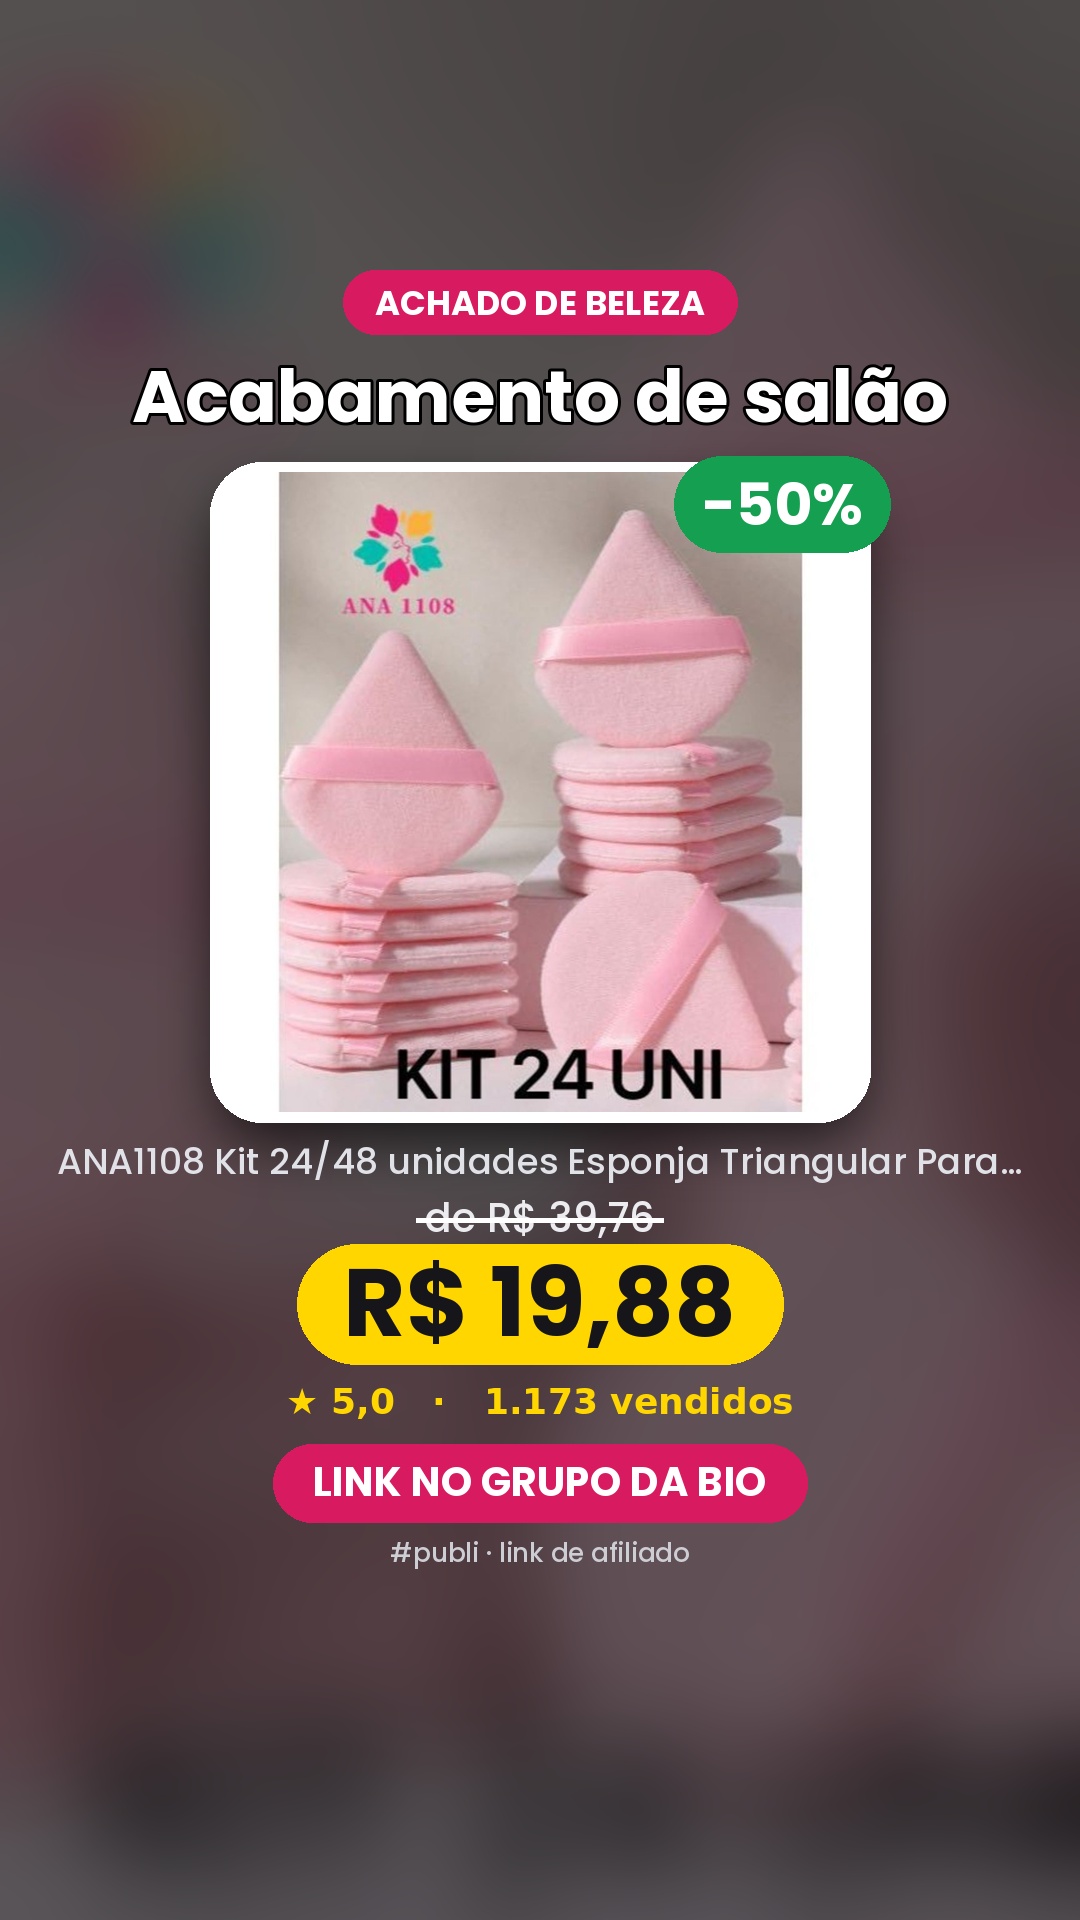 ACHADO DE BELEZA
Acabamento de salão
-50%
ANA 1108
KIT 24 UNI
ANA1108 Kit 24/48 unidades Esponja Triangular Para...
de R$ 39,76
R$ 19,88
★ 5,0 · 1.173 vendidos
LINK NO GRUPO DA BIO
#publi · link de afiliado